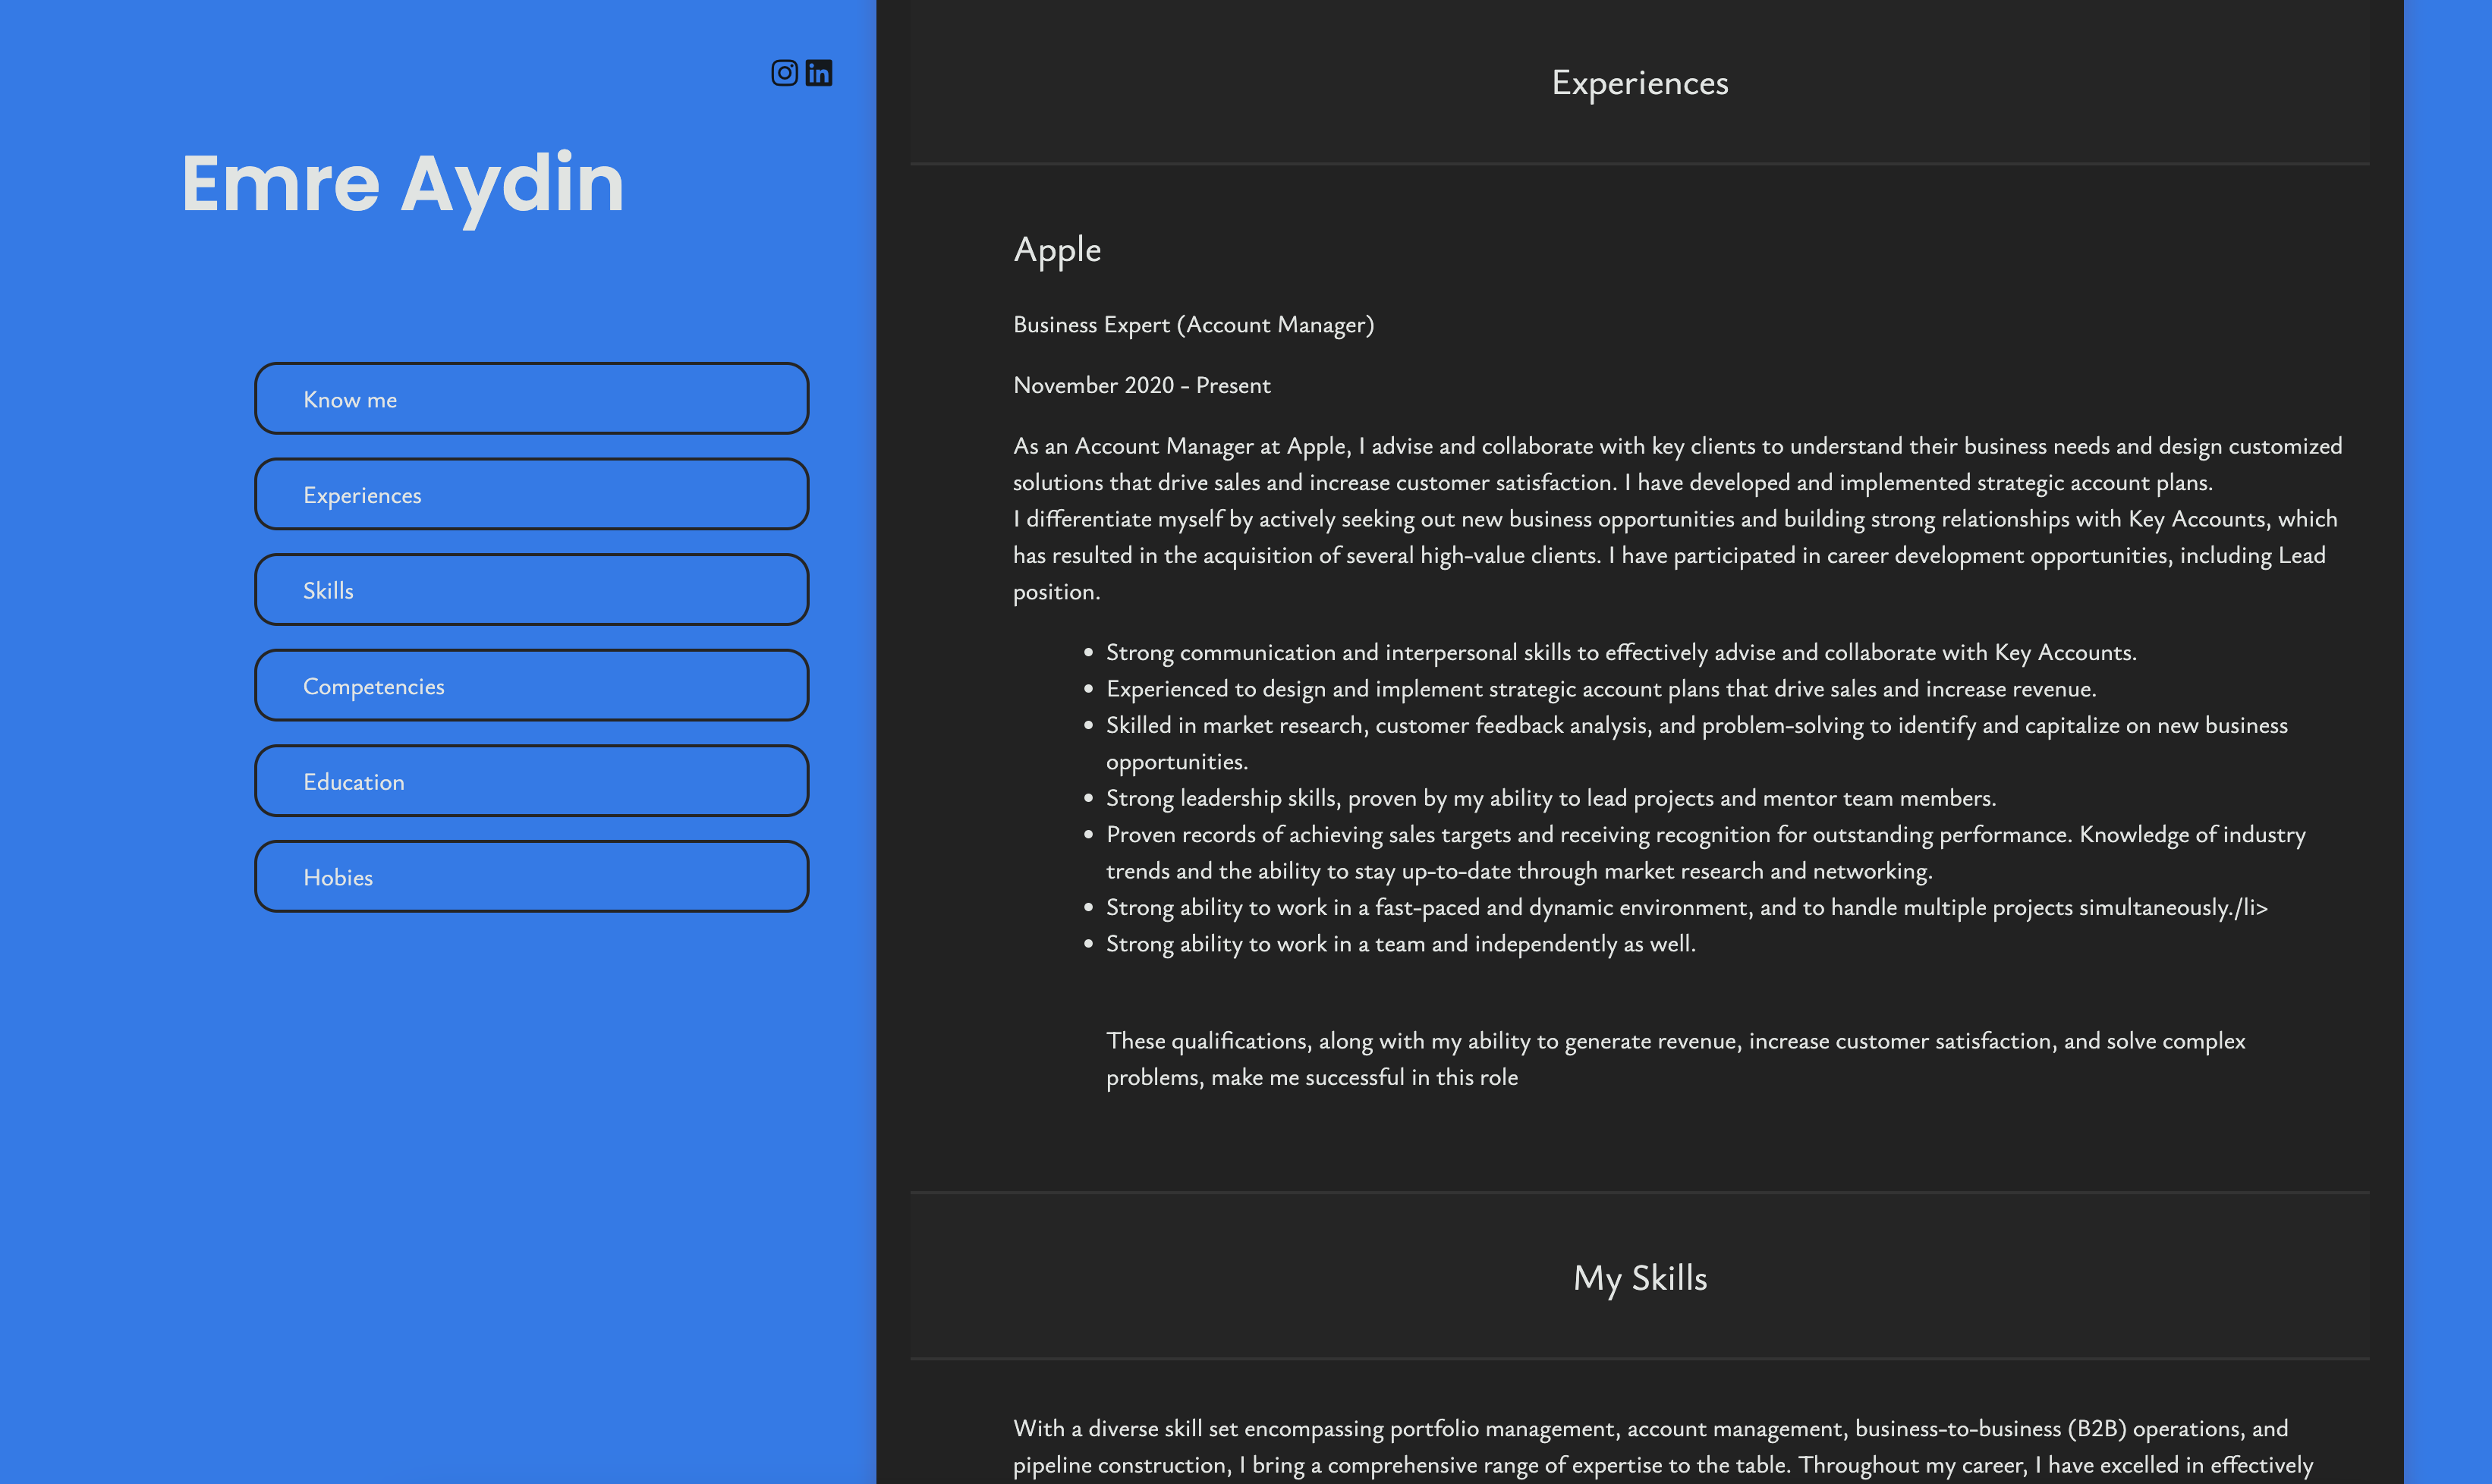 Emre Aydin
Know me
Experiences
Skills
Competencies
Education
Hobies
Experiences
Apple
Business Expert (Account Manager)
November 2020 - Present
As an Account Manager at Apple, I advise and collaborate with key clients to understand their business needs and design customized
solutions that drive sales and increase customer satisfaction. I have developed and implemented strategic account plans.
I differentiate myself by actively seeking out new business opportunities and building strong relationships with Key Accounts, which
has resulted in the acquisition of several high-value clients. I have participated in career development opportunities, including Lead
position.
• Strong communication and interpersonal skills to effectively advise and collaborate with Key Accounts.
• Experienced to design and implement strategic account plans that drive sales and increase revenue.
• Skilled in market research, customer feedback analysis, and problem-solving to identify and capitalize on new business
opportunities.
• Strong leadership skills, proven by my ability to lead projects and mentor team members.
• Proven records of achieving sales targets and receiving recognition for outstanding performance. Knowledge of industry
trends and the ability to stay up-to-date through market research and networking.
• Strong ability to work in a fast-paced and dynamic environment, and to handle multiple projects simultaneously./li>
• Strong ability to work in a team and independently as well.
These qualifications, along with my ability to generate revenue, increase customer satisfaction, and solve complex
problems, make me successful in this role
My Skills
With a diverse skill set encompassing portfolio management, account management, business-to-business (B2B) operations, and
pipeline construction, I bring a comprehensive range of expertise to the table. Throughout my career, I have excelled in effectively